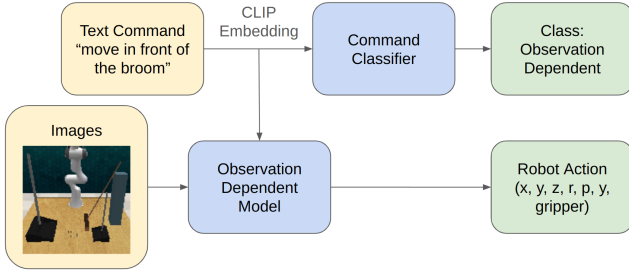 Text Command
“move in front of
the broom”
CLIP
Embedding
Command
Classifier
Class:
Observation
Dependent
Images
Observation
Dependent
Model
Robot Action
(x, y, z, r, p, y,
gripper)